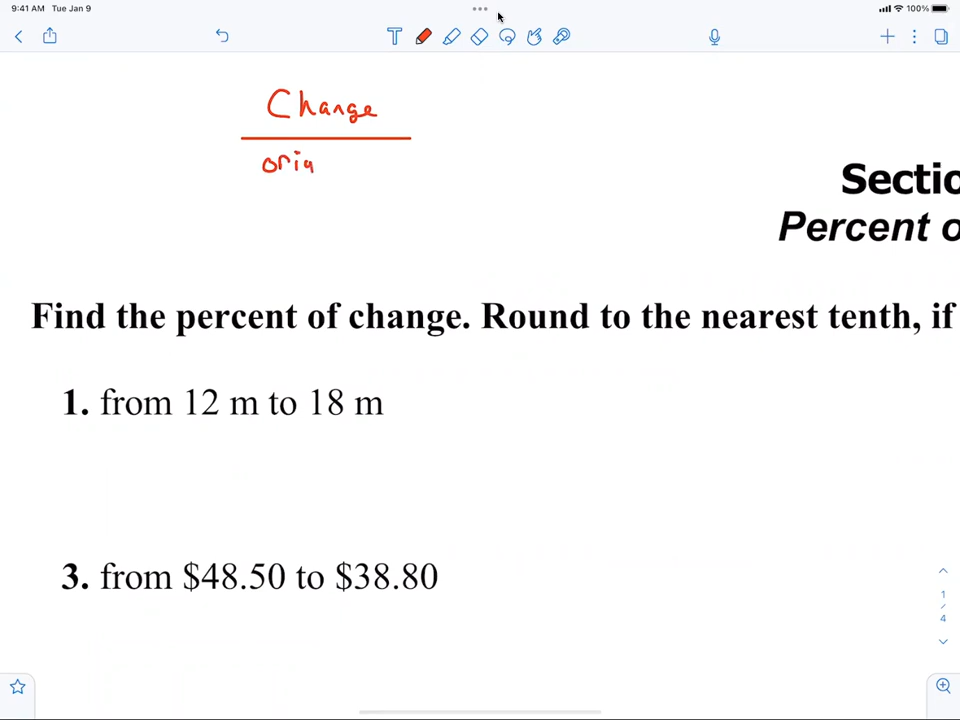 9:41 AM Tue Jan 9
100%
Change
orig
Sectio
Percent o
Find the percent of change. Round to the nearest tenth, if
1. from 12 m to 18 m
3. from $48.50 to $38.80
1
/
4